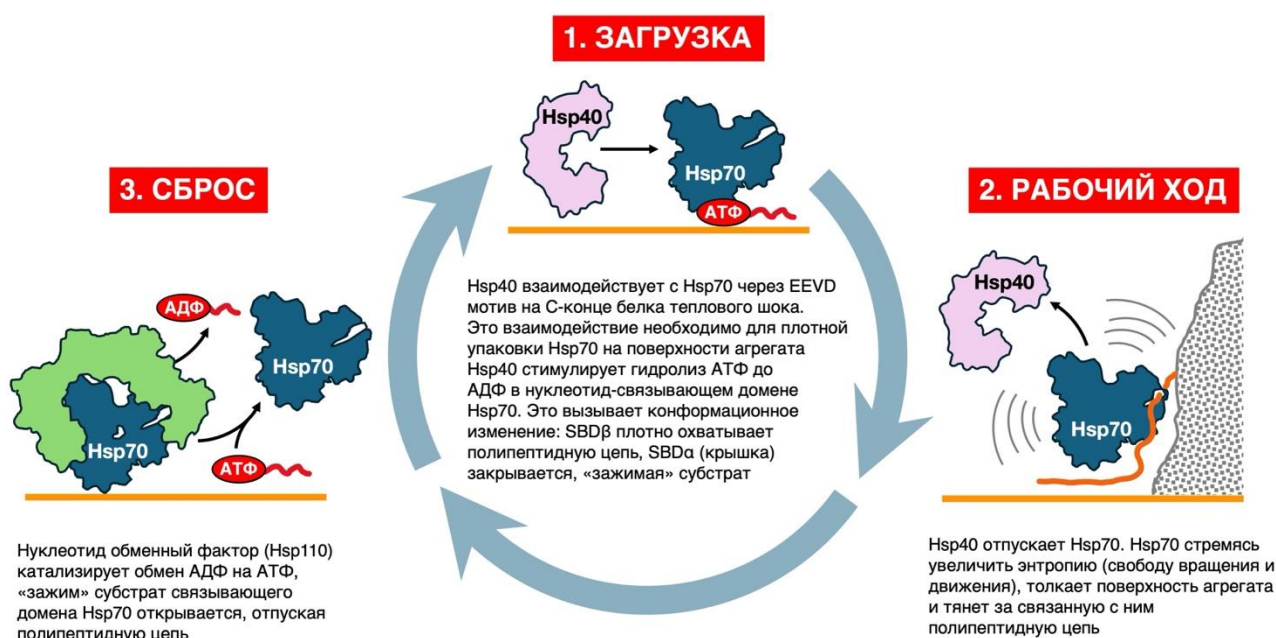 1. ЗАГРУЗКА
Hsp40
Hsp70
АТФ
Hsp40 взаимодействует с Hsp70 через EEVD
мотив на С-конце белка теплового шока.
Это взаимодействие необходимо для плотной
упаковки Hsp70 на поверхности агрегата
Hsp40 стимулирует гидролиз АТФ до
АДФ в нуклеотид-связывающем домене
Hsp70. Это вызывает конформационное
изменение: SBDβ плотно охватывает
полипептидную цепь, SBDα (крышка)
закрывается, «зажимая» субстрат
2. РАБОЧИЙ ХОД
Hsp40
Hsp70
Hsp40 отпускает Hsp70. Hsp70 стремясь
увеличить энтропию (свободу вращения и
движения), толкает поверхность агрегата
и тянет за связанную с ним
полипептидную цепь
3. СБРОС
АДФ
Hsp70
Hsp70
АТФ
Нуклеотид обменный фактор (Hsp110)
катализирует обмен АДФ на АТФ,
«зажим» субстрат связывающего
домена Hsp70 открывается, отпуская
полипептидную цепь